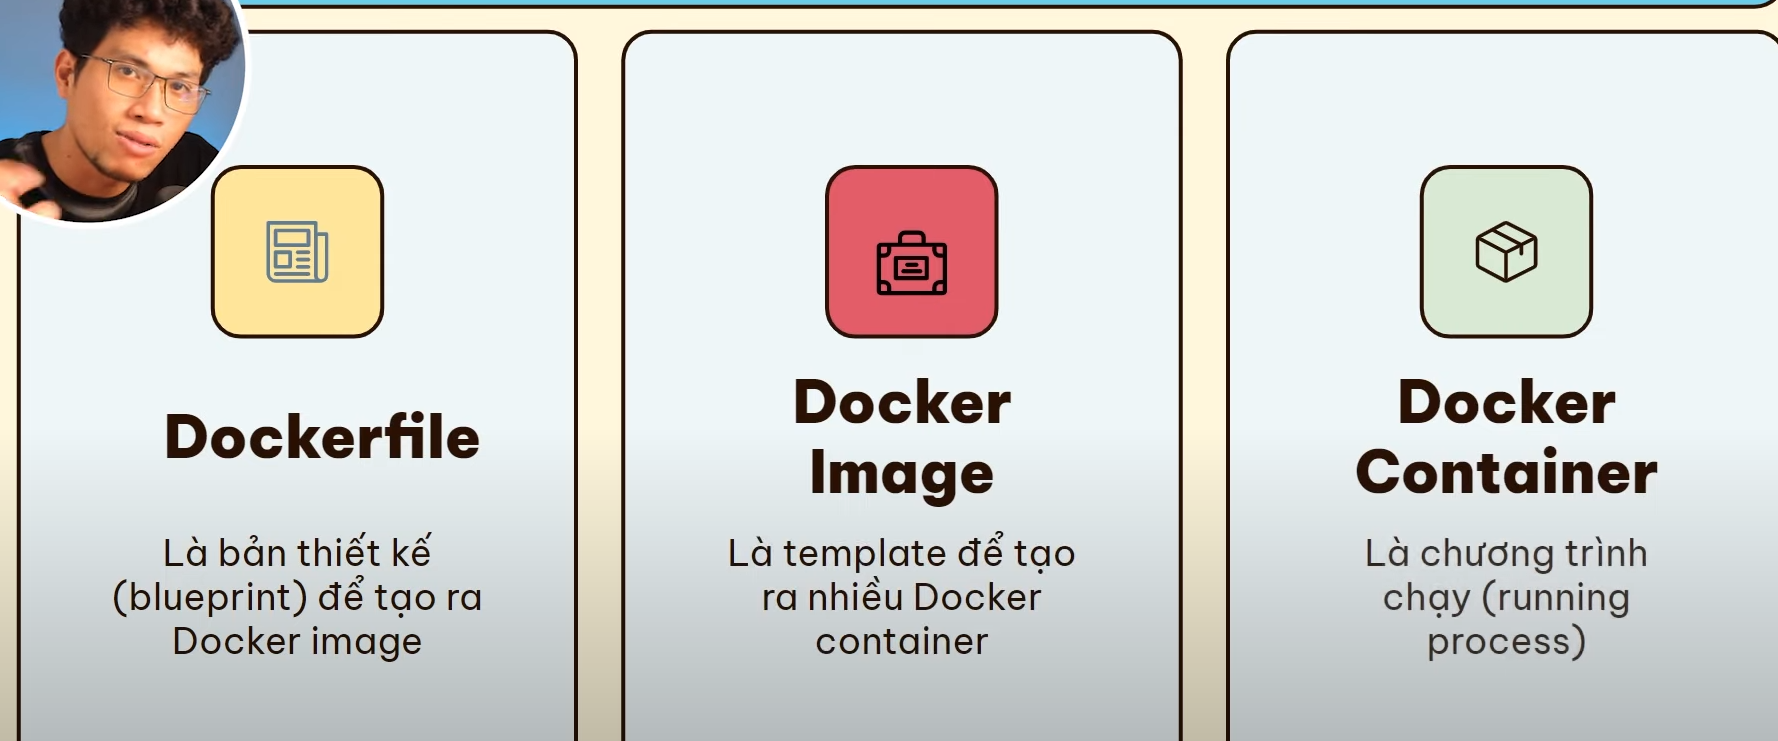 Dockerfile
Là bản thiết kế
(blueprint) để tạo ra
Docker image
Docker
Image
Là template để tạo
ra nhiều Docker
container
Docker
Container
Là chương trình
chạy (running
process)